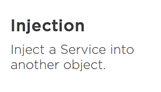 Injection
Inject a Service into
another object.